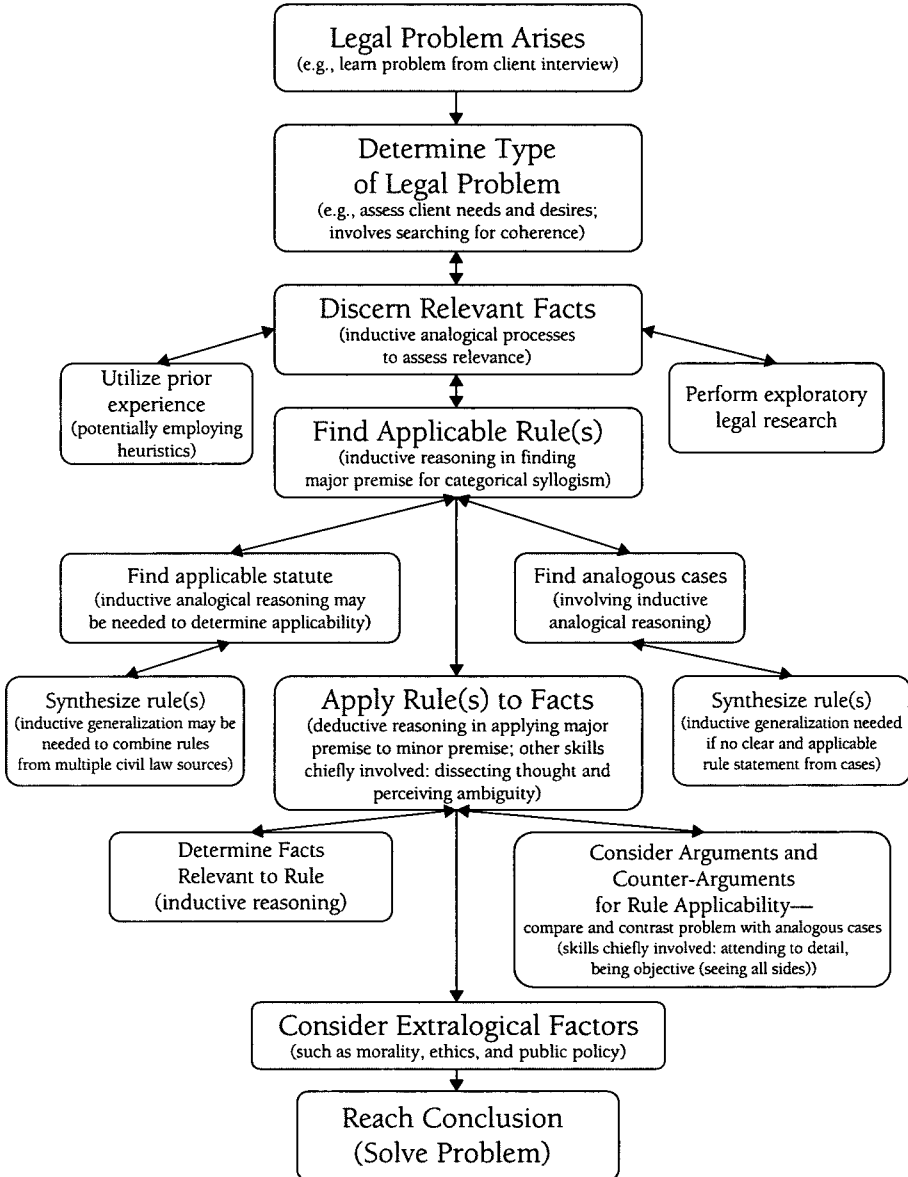 Legal Problem Arises
(e.g., learn problem from client interview)
Determine Type
of Legal Problem
(e.g., assess client needs and desires;
involves searching for coherence)
Discern Relevant Facts
(inductive analogical processes
to assess relevance)
Utilize prior
experience
(potentially employing
heuristics)
Perform exploratory
legal research
Find Applicable Rule(s)
(inductive reasoning in finding
major premise for categorical syllogism)
Find applicable statute
(inductive analogical reasoning may
be needed to determine applicability)
Find analogous cases
(involving inductive
analogical reasoning)
Synthesize rule(s)
(inductive generalization may be
needed to combine rules
from multiple civil law sources)
Apply Rule(s) to Facts
(deductive reasoning in applying major
premise to minor premise; other skills
chiefly involved: dissecting thought and
perceiving ambiguity)
Synthesize rule(s)
(inductive generalization needed
if no clear and applicable
rule statement from cases)
Determine Facts
Relevant to Rule
(inductive reasoning)
Consider Arguments and
Counter-Arguments
for Rule Applicability—
compare and contrast problem with analogous cases
(skills chiefly involved: attending to detail,
being objective (seeing all sides))
Consider Extralogical Factors
(such as morality, ethics, and public policy)
Reach Conclusion
(Solve Problem)